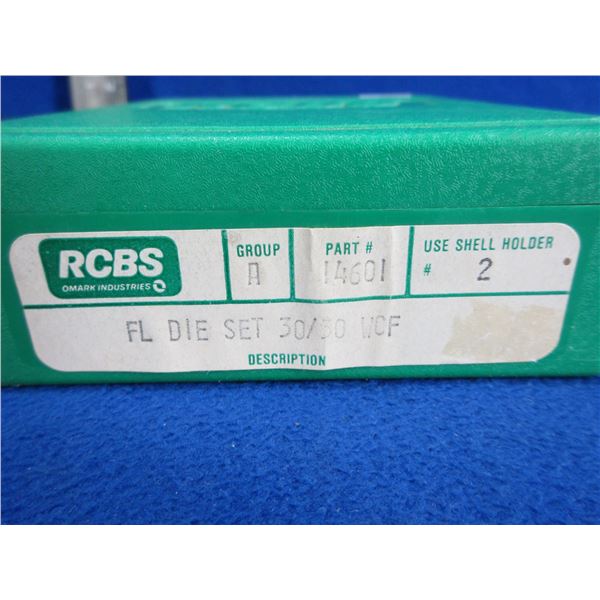 RCBS
OMARK INDUSTRIES
GROUP
A
PART #
14601
USE SHELL HOLDER
# 2
FL DIE SET 30/30 WCF
DESCRIPTION